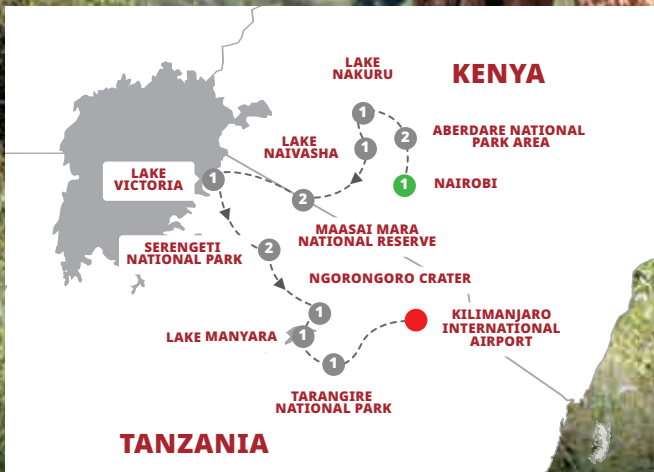 LAKE
NAKURU
KENYA
1
2
ABERDARE NATIONAL
PARK AREA
LAKE
NAIVASHA
1
1
NAIROBI
LAKE
VICTORIA
1
2
MAASAI MARA
NATIONAL RESERVE
SERENGETI
NATIONAL PARK
2
NGORONGORO CRATER
1
KILIMANJARO
INTERNATIONAL
AIRPORT
LAKE MANYARA
1
1
TARANGIRE
NATIONAL PARK
TANZANIA